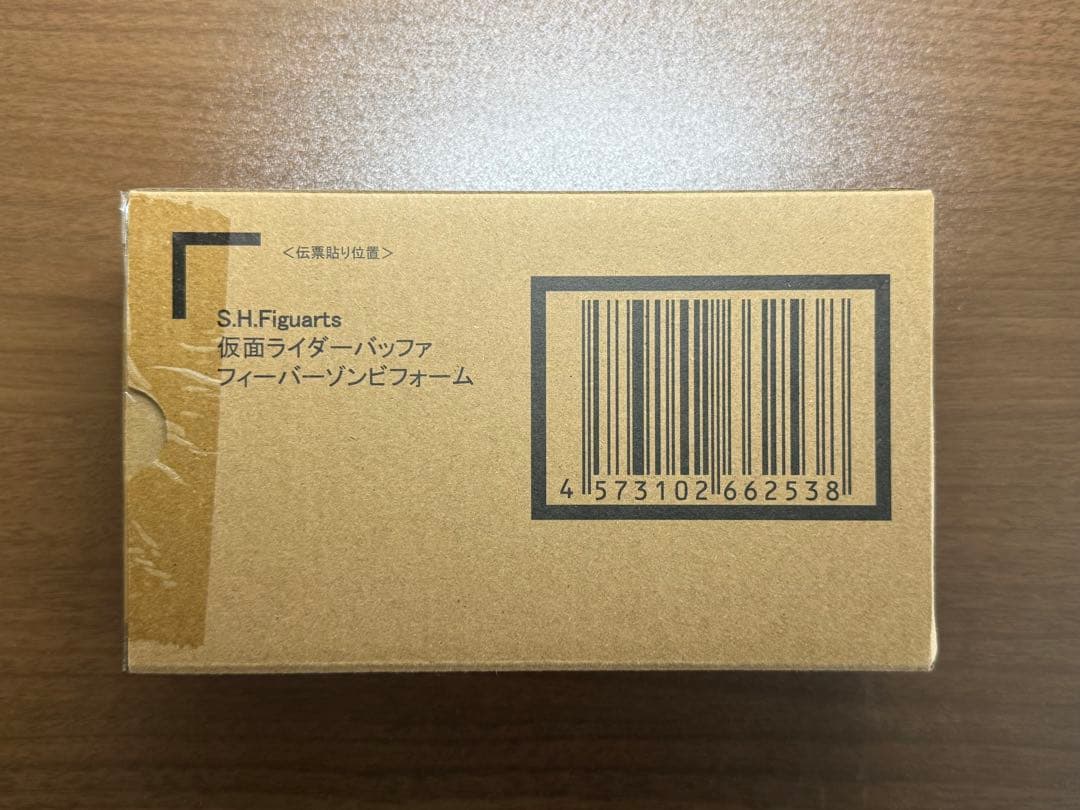 <伝票貼り位置>
S.H.Figuarts
仮面ライダーバッファ
フィーバーゾンビフォーム
4 573102 662538